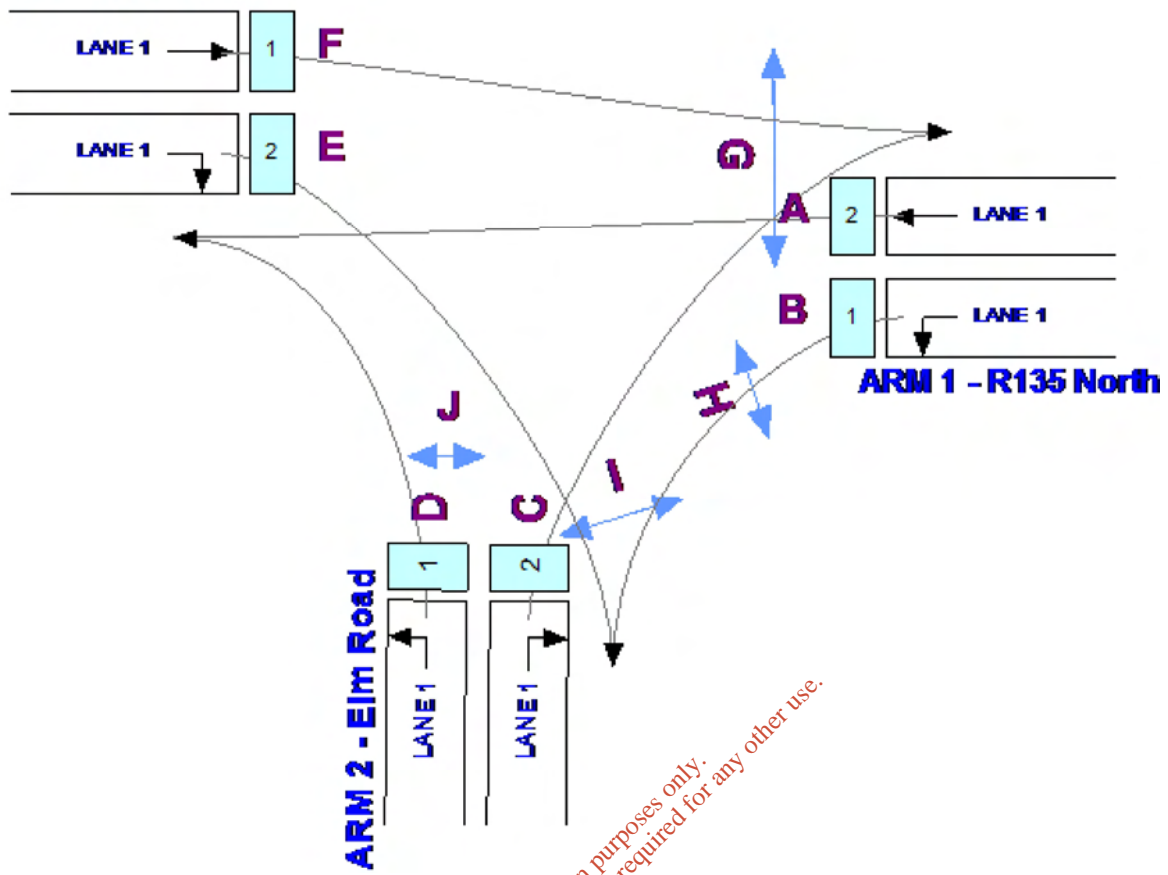 LANE 1
1
F
LANE 1
2
E
G
A
2
LANE 1
B
1
LANE 1
ARM 1 - R135 North
H
J
I
D
C
1
2
ARM 2 - Elm Road
LANE 1
LANE 1
purposes only.
required for any other use.